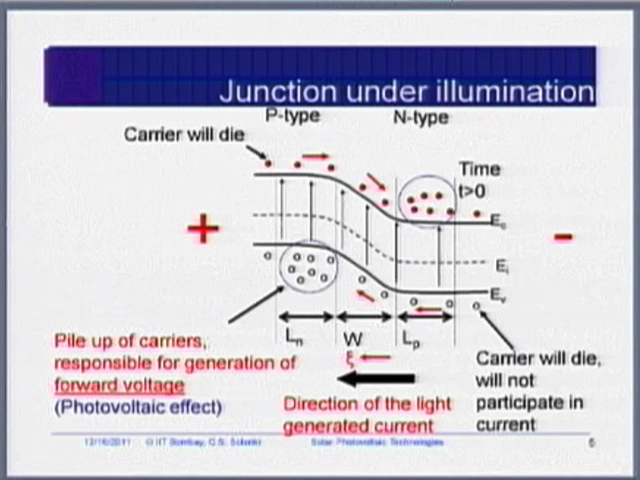 Junction under illumination
P-type
N-type
Carrier will die
Time
t>0
+
-
Ec
Ei
Ev
Ln
W
Lp
ξ
Pile up of carriers,
responsible for generation of
forward voltage
(Photovoltaic effect)
Direction of the light
generated current
Carrier will die,
will not
participate in
current
12/16/2011 © IIT Bombay, C.S. Solanki Solar Photovoltaic Technologies 6